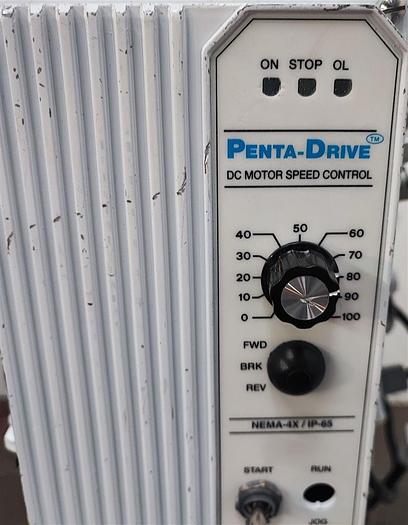 ON STOP OL
PENTA-DRIVE™
DC MOTOR SPEED CONTROL
50
40 60
30 70
20 80
10 90
0 100
FWD
BRK
REV
NEMA-4X / IP-65
START RUN
JOG